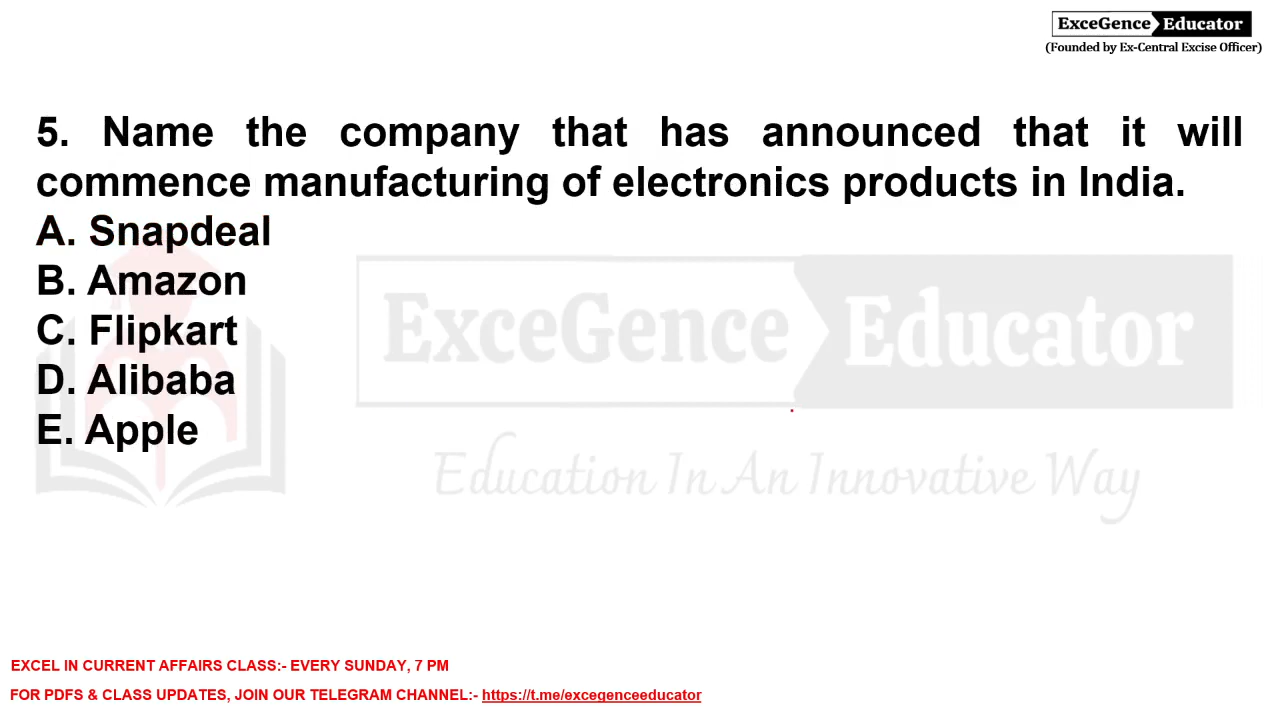 ExceGence Educator
(Founded by Ex-Central Excise Officer)
5. Name the company that has announced that it will
commence manufacturing of electronics products in India.
A. Snapdeal
B. Amazon
C. Flipkart
D. Alibaba
E. Apple
ExceGence Educator
Education In An Innovative Way
EXCEL IN CURRENT AFFAIRS CLASS:- EVERY SUNDAY, 7 PM
FOR PDFS & CLASS UPDATES, JOIN OUR TELEGRAM CHANNEL:- https://t.me/excegenceeducator